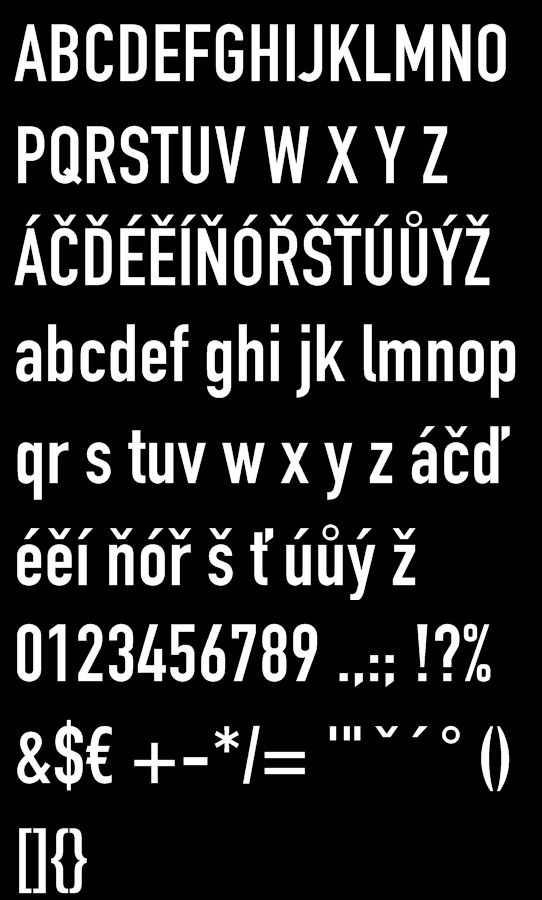 ABCDEFGHIJKLMNO
PQRSTUV W X Y Z
ÁČĎÉĚÍŇÓŘŠŤÚŮÝŽ
abcdef ghi jk lmnop
qr s tuv w x y z áčď
éěí ňóř š ť úůý ž
0123456789 .,:; !?%
&$€ +-*/= '" ˇ ´ ° ()
[]{}